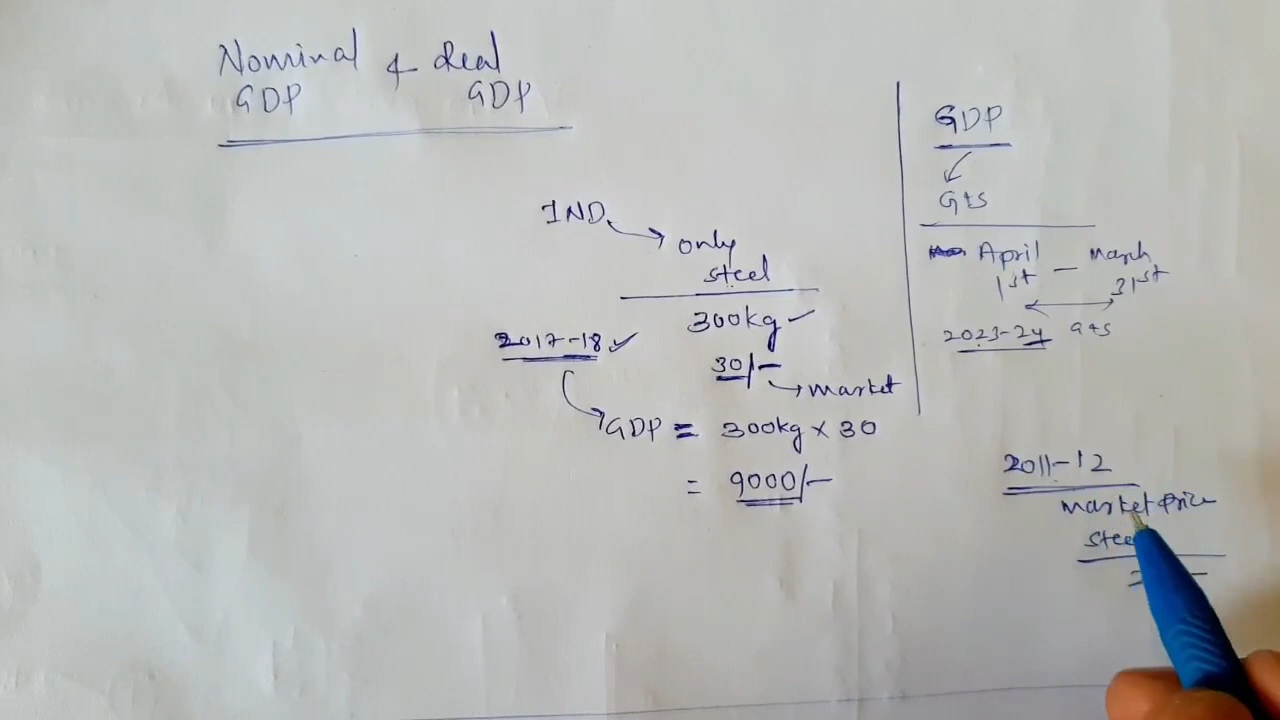 Nominal & Real
GDP GDP
IND
only
steel
300kg
2017-18
30/-
market
GDP = 300kg x 30
= 9000/-
GDP
G+S
April March
1st - 31st
2023-24 G+S
2011-12
market price